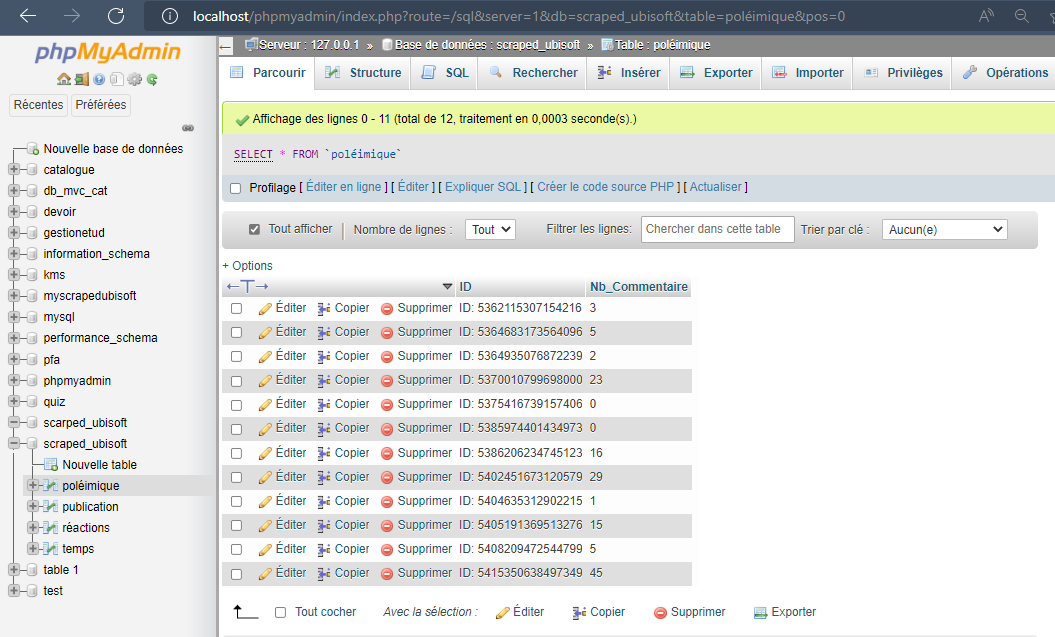 localhost/phpmyadmin/index.php?route=/sql&server=1&db=scraped_ubisoft&table=poléimique&pos=0
phpMyAdmin
Récentes Préférées
Nouvelle base de données
catalogue
db_mvc_cat
devoir
gestionetud
information_schema
kms
myscrapedubisoft
mysql
performance_schema
pfa
phpmyadmin
quiz
scarped_ubisoft
scraped_ubisoft
Nouvelle table
poléimique
publication
réactions
temps
table 1
test
Serveur : 127.0.0.1 » Base de données : scraped_ubisoft » Table : poléimique
Parcourir Structure SQL Rechercher Insérer Exporter Importer Privilèges Opérations
Affichage des lignes 0 - 11 (total de 12, traitement en 0,0003 seconde(s).)
SELECT * FROM `poléimique`
Profilage [ Éditer en ligne ] [ Éditer ] [ Expliquer SQL ] [ Créer le code source PHP ] [ Actualiser ]
Tout afficher Nombre de lignes : Tout Filtrer les lignes: Chercher dans cette table Trier par clé : Aucun(e)
+ Options
←T→ ID Nb_Commentaire
Éditer Copier Supprimer ID: 5362115307154216 3
Éditer Copier Supprimer ID: 5364683173564096 5
Éditer Copier Supprimer ID: 5364935076872239 2
Éditer Copier Supprimer ID: 5370010799698000 23
Éditer Copier Supprimer ID: 5375416739157406 0
Éditer Copier Supprimer ID: 5385974401434973 0
Éditer Copier Supprimer ID: 5386206234745123 16
Éditer Copier Supprimer ID: 5402451673120579 29
Éditer Copier Supprimer ID: 5404635312902215 1
Éditer Copier Supprimer ID: 5405191369513276 15
Éditer Copier Supprimer ID: 5408209472544799 5
Éditer Copier Supprimer ID: 5415350638497349 45
Tout cocher Avec la sélection : Éditer Copier Supprimer Exporter